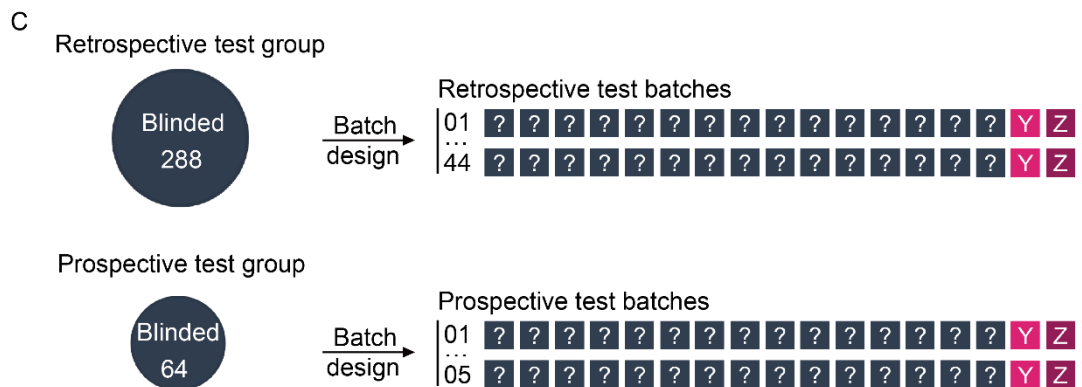 C
Retrospective test group
Blinded
288
Batch
design
Retrospective test batches
01 ? ? ? ? ? ? ? ? ? ? ? ? ? ? ? Y Z
...
44 ? ? ? ? ? ? ? ? ? ? ? ? ? ? ? Y Z
Prospective test group
Blinded
64
Batch
design
Prospective test batches
01 ? ? ? ? ? ? ? ? ? ? ? ? ? ? ? Y Z
...
05 ? ? ? ? ? ? ? ? ? ? ? ? ? ? ? Y Z